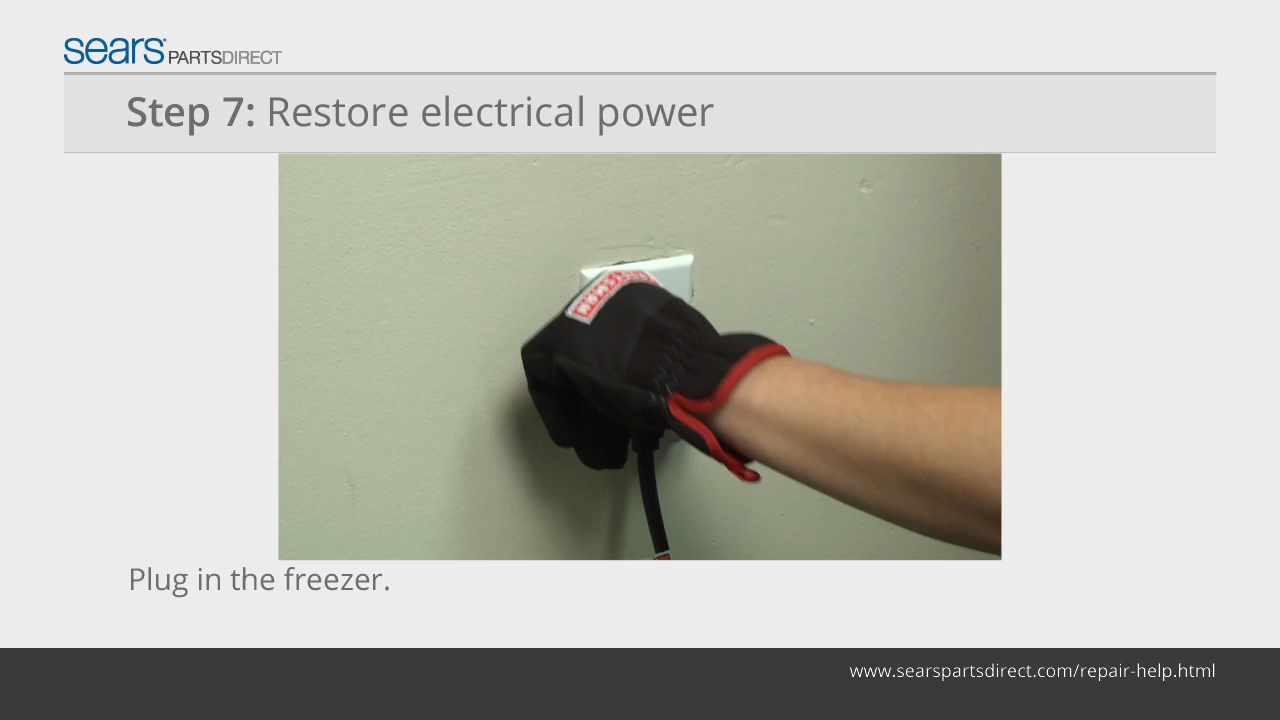 sears PARTSDIRECT
Step 7: Restore electrical power
Plug in the freezer.
www.searspartsdirect.com/repair-help.html